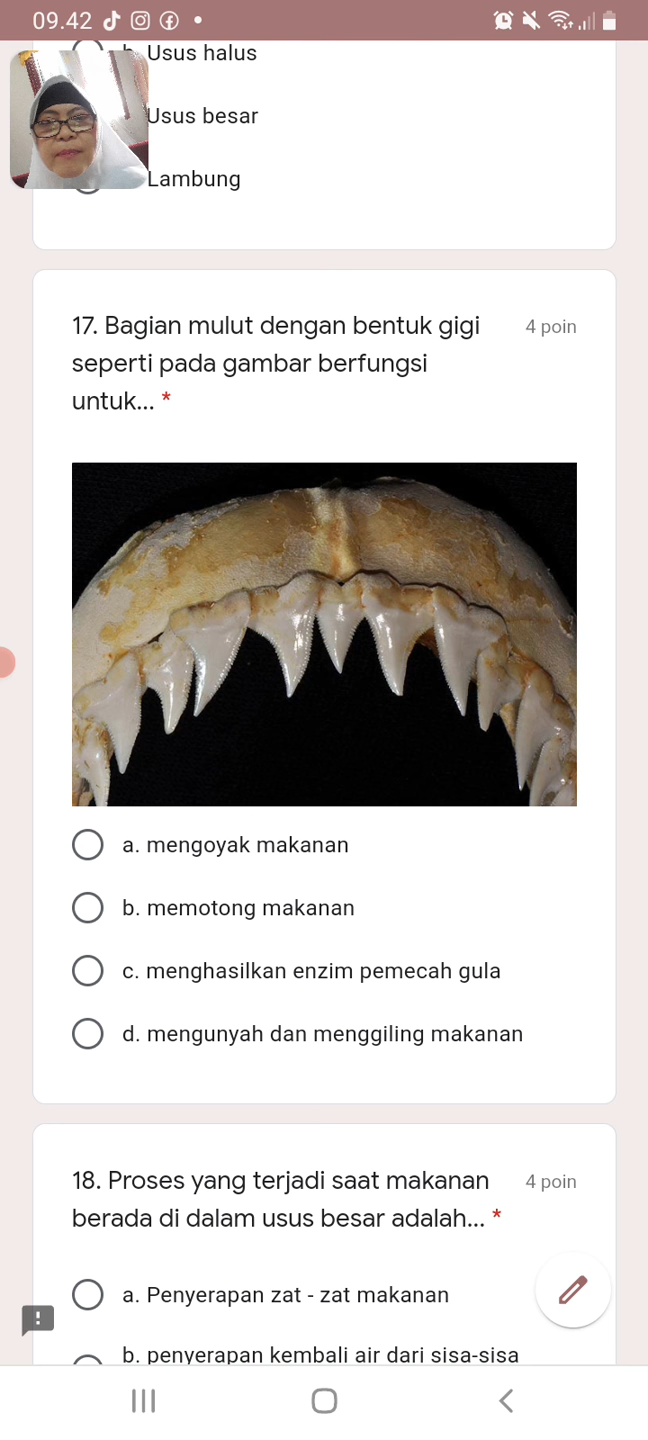 09.42
b. Usus halus
Usus besar
Lambung
17. Bagian mulut dengan bentuk gigi
4 poin
seperti pada gambar berfungsi
untuk... *
a. mengoyak makanan
b. memotong makanan
c. menghasilkan enzim pemecah gula
d. mengunyah dan menggiling makanan
18. Proses yang terjadi saat makanan
4 poin
berada di dalam usus besar adalah... *
a. Penyerapan zat - zat makanan
b. penyerapan kembali air dari sisa-sisa